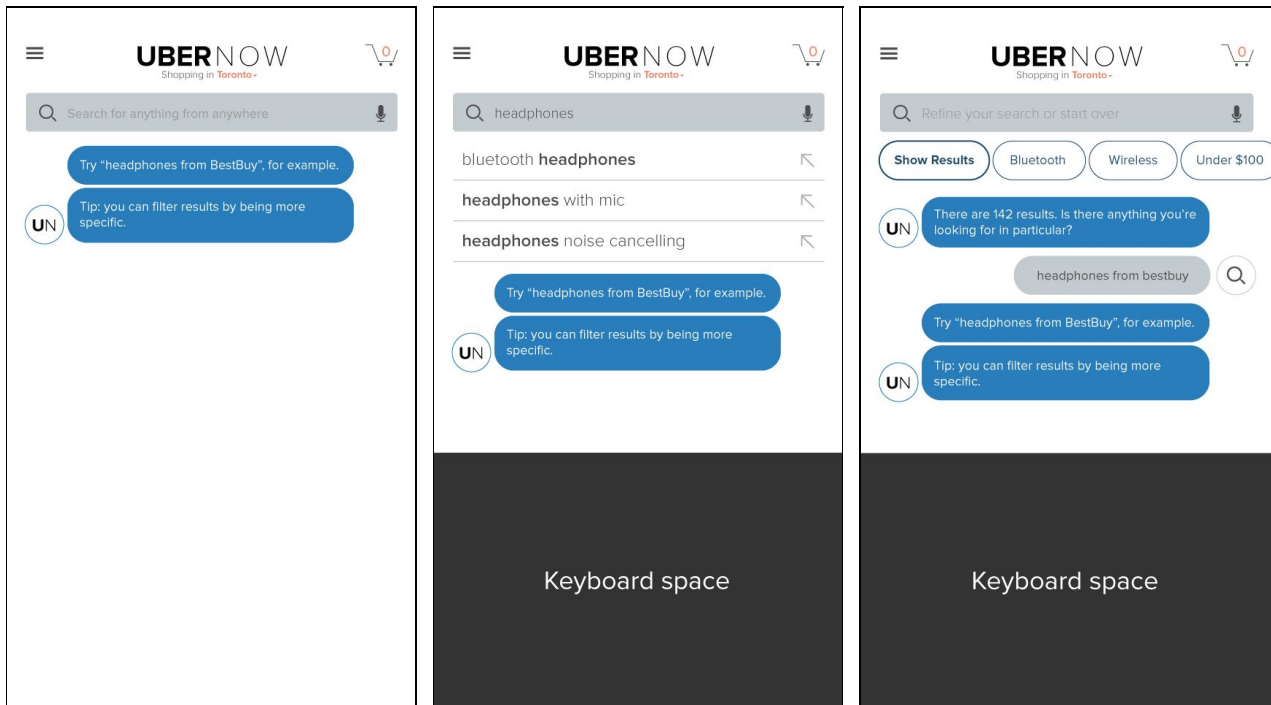 UBERNOW
0
Shopping in Toronto
Search for anything from anywhere
Try “headphones from BestBuy”, for example.
Tip: you can filter results by being more
specific.
UN
UBERNOW
0
Shopping in Toronto
headphones
bluetooth headphones
headphones with mic
headphones noise cancelling
Try “headphones from BestBuy”, for example.
Tip: you can filter results by being more
specific.
UN
Keyboard space
UBERNOW
0
Shopping in Toronto
Refine your search or start over
Show Results
Bluetooth
Wireless
Under $100
There are 142 results. Is there anything you’re
looking for in particular?
UN
headphones from bestbuy
Try “headphones from BestBuy”, for example.
Tip: you can filter results by being more
specific.
UN
Keyboard space